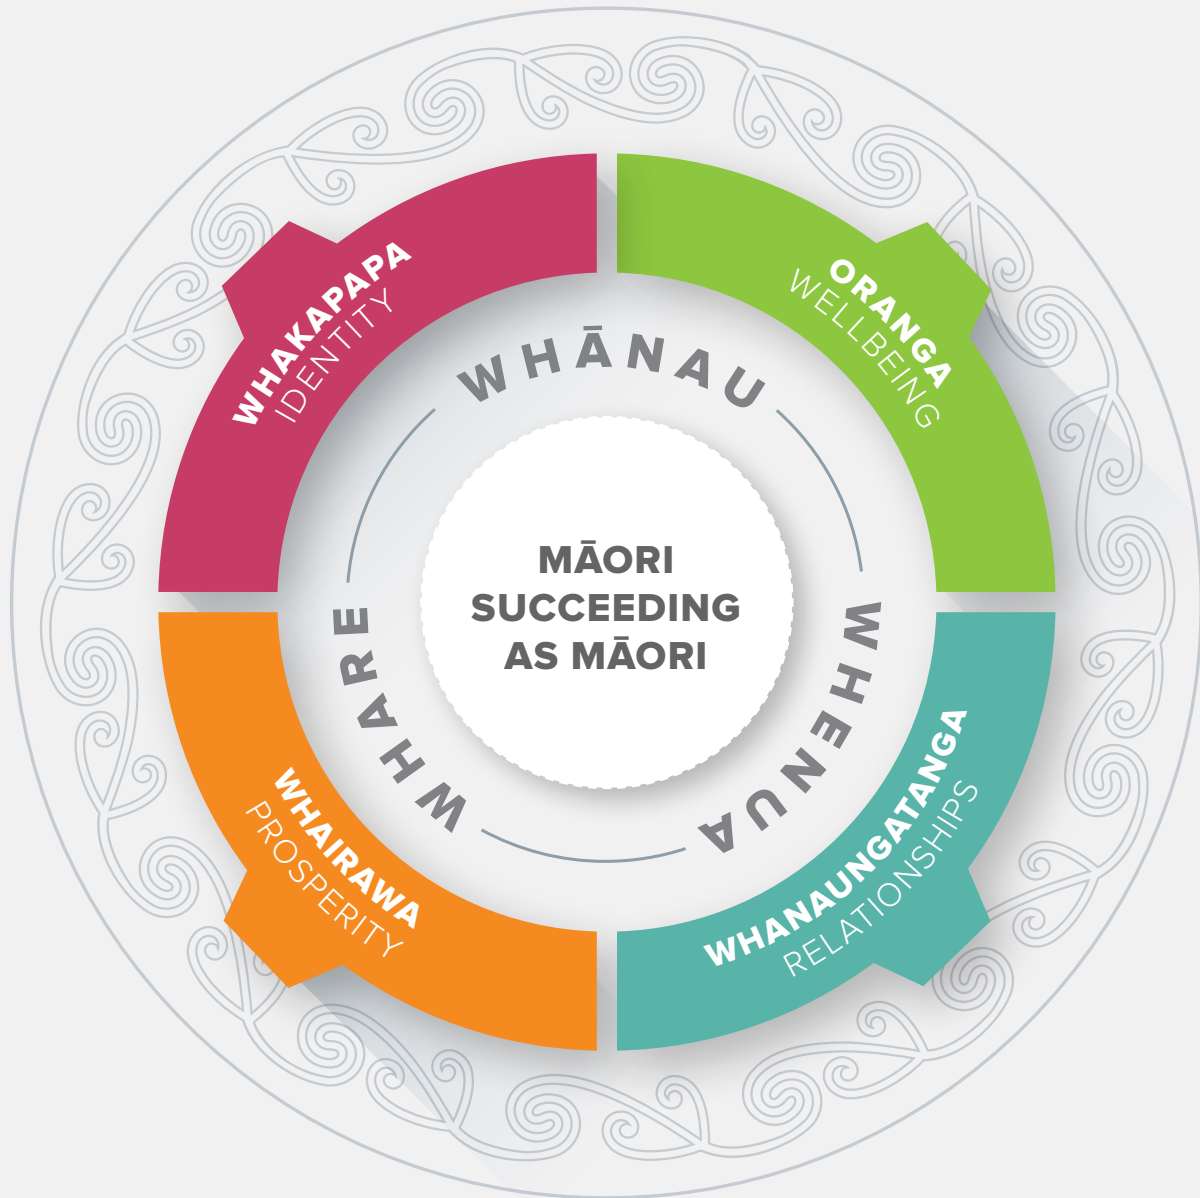 WHAKAPAPA
IDENTITY
ORANGA
WELLBEING
WHĀNAU
WHARE
MĀORI
SUCCEEDING
AS MĀORI
WHENUA
WHAIRAWA
PROSPERITY
WHANAUNGATANGA
RELATIONSHIPS